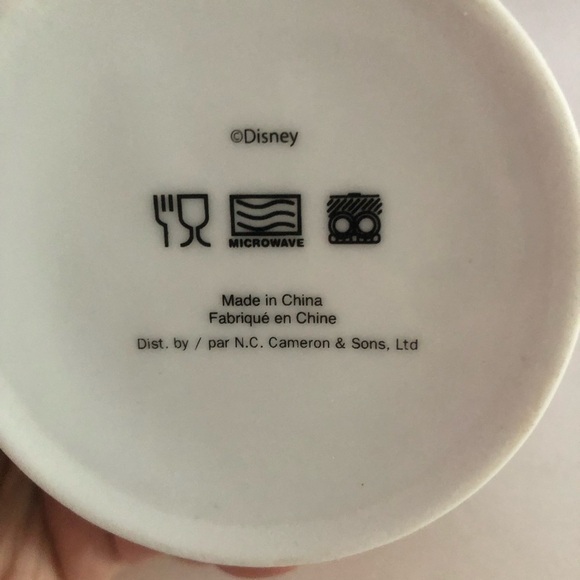 ©Disney
MICROWAVE
Made in China
Fabriqué en Chine
Dist. by / par N.C. Cameron & Sons, Ltd